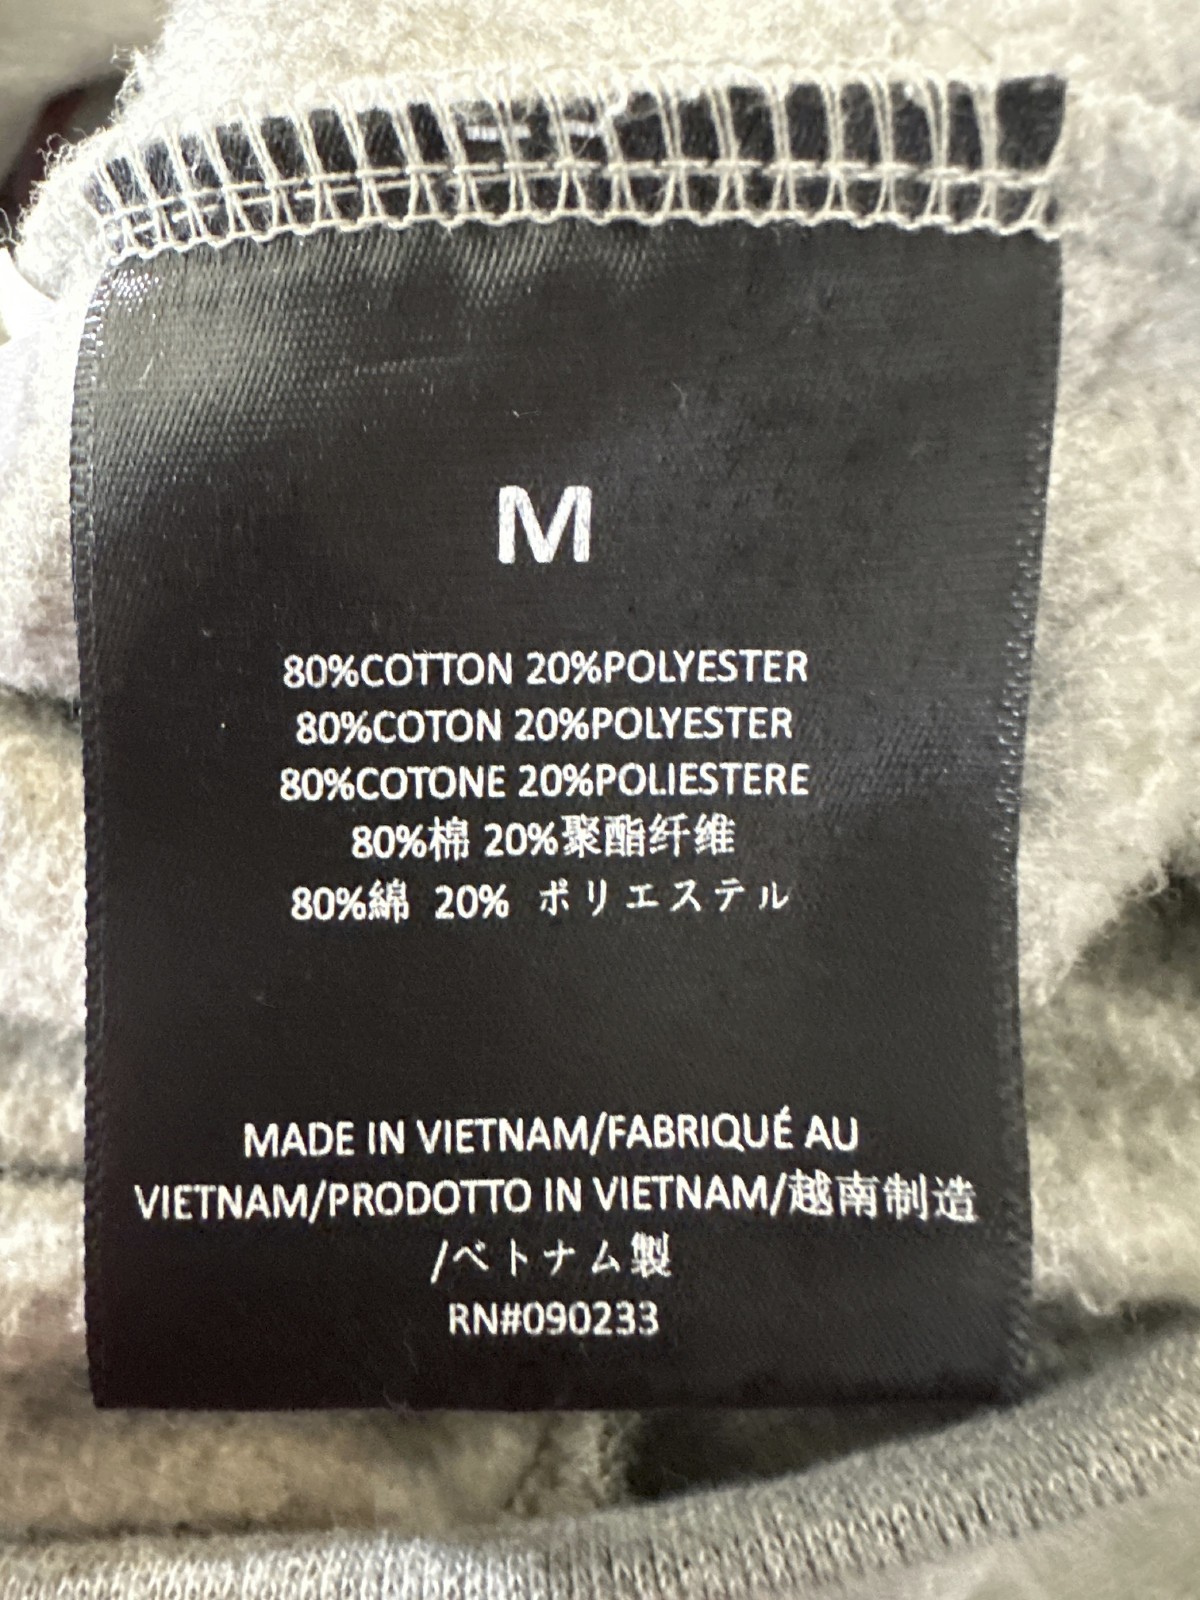 M
80%COTTON 20%POLYESTER
80%COTON 20%POLYESTER
80%COTONE 20%POLIESTERE
80%棉 20%聚酯纤维
80%綿 20% ポリエステル
MADE IN VIETNAM/FABRIQUÉ AU
VIETNAM/PRODOTTO IN VIETNAM/越南制造
/ベトナム製
RN#090233